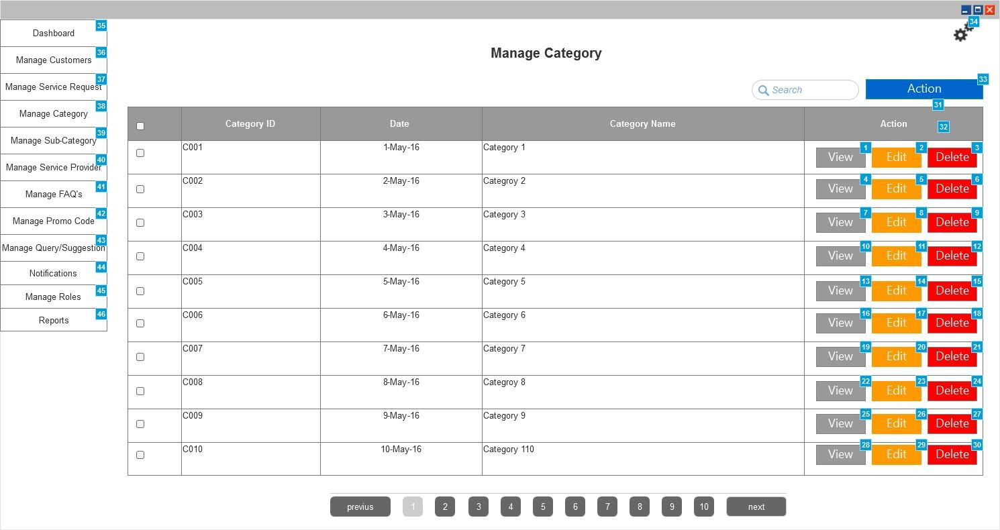 34
Dashboard 35
Manage Customers 36
Manage Service Request 37
Manage Category 38
Manage Sub-Category 39
Manage Service Provider 40
Manage FAQ's 41
Manage Promo Code 42
Manage Query/Suggestion 43
Notifications 44
Manage Roles 45
Reports 46
Manage Category
Search
Action 33
31
Category ID Date Category Name Action 32
C001 1-May-16 Category 1 View 1 Edit 2 Delete 3
C002 2-May-16 Categroy 2 View 4 Edit 5 Delete 6
C003 3-May-16 Category 3 View 7 Edit 8 Delete 9
C004 4-May-16 Category 4 View 10 Edit 11 Delete 12
C005 5-May-16 Category 5 View 13 Edit 14 Delete 15
C006 6-May-16 Category 6 View 16 Edit 17 Delete 18
C007 7-May-16 Category 7 View 19 Edit 20 Delete 21
C008 8-May-16 Categroy 8 View 22 Edit 23 Delete 24
C009 9-May-16 Category 9 View 25 Edit 26 Delete 27
C010 10-May-16 Category 110 View 28 Edit 29 Delete 30
previus 1 2 3 4 5 6 7 8 9 10 next